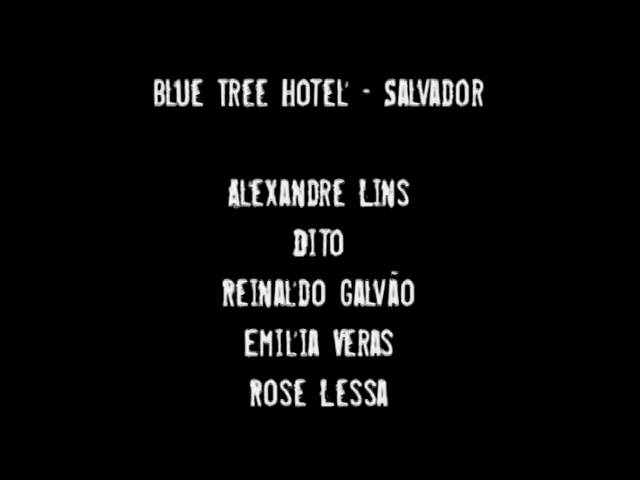 BLUE TREE HOTEL - SALVADOR
ALEXANDRE LINS
DITO
REINALDO GALVÃO
EMILIA VERAS
ROSE LESSA